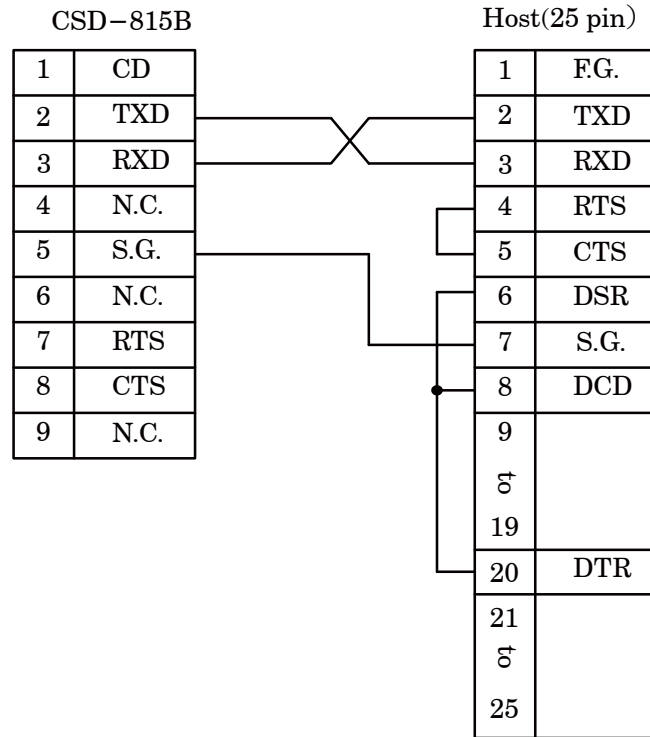 CSD−815B
1 CD
2 TXD
3 RXD
4 N.C.
5 S.G.
6 N.C.
7 RTS
8 CTS
9 N.C.
Host(25 pin)
1 F.G.
2 TXD
3 RXD
4 RTS
5 CTS
6 DSR
7 S.G.
8 DCD
9
to
19
20 DTR
21
to
25